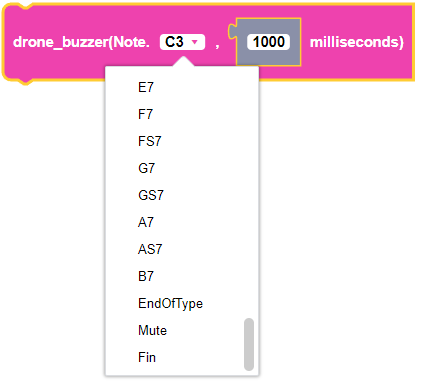 drone_buzzer(Note. C3 , 1000 milliseconds)
E7
F7
FS7
G7
GS7
A7
AS7
B7
EndOfType
Mute
Fin